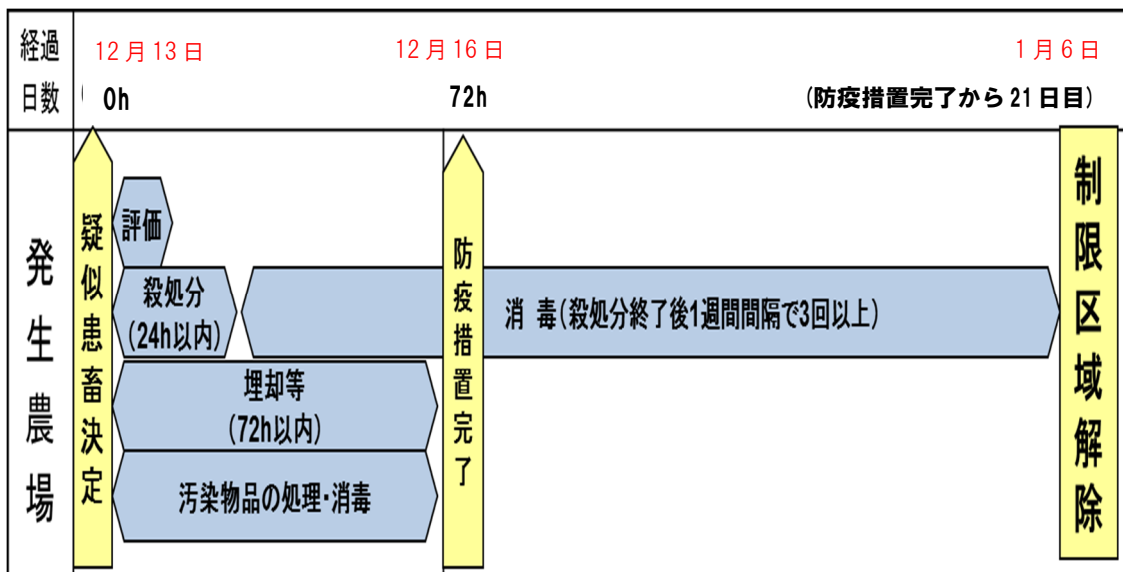 経過
日数
12月13日
12月16日
1月6日
0h
72h
(防疫措置完了から21日目)
発生農場
疑似患畜決定
評価
殺処分
(24h以内)
消 毒(殺処分終了後1週間間隔で3回以上)
埋却等
(72h以内)
汚染物品の処理・消毒
防疫措置完了
制限区域解除